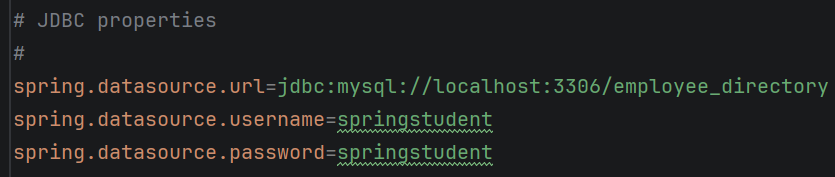 # JDBC properties
#
spring.datasource.url=jdbc:mysql://localhost:3306/employee_directory
spring.datasource.username=springstudent
spring.datasource.password=springstudent